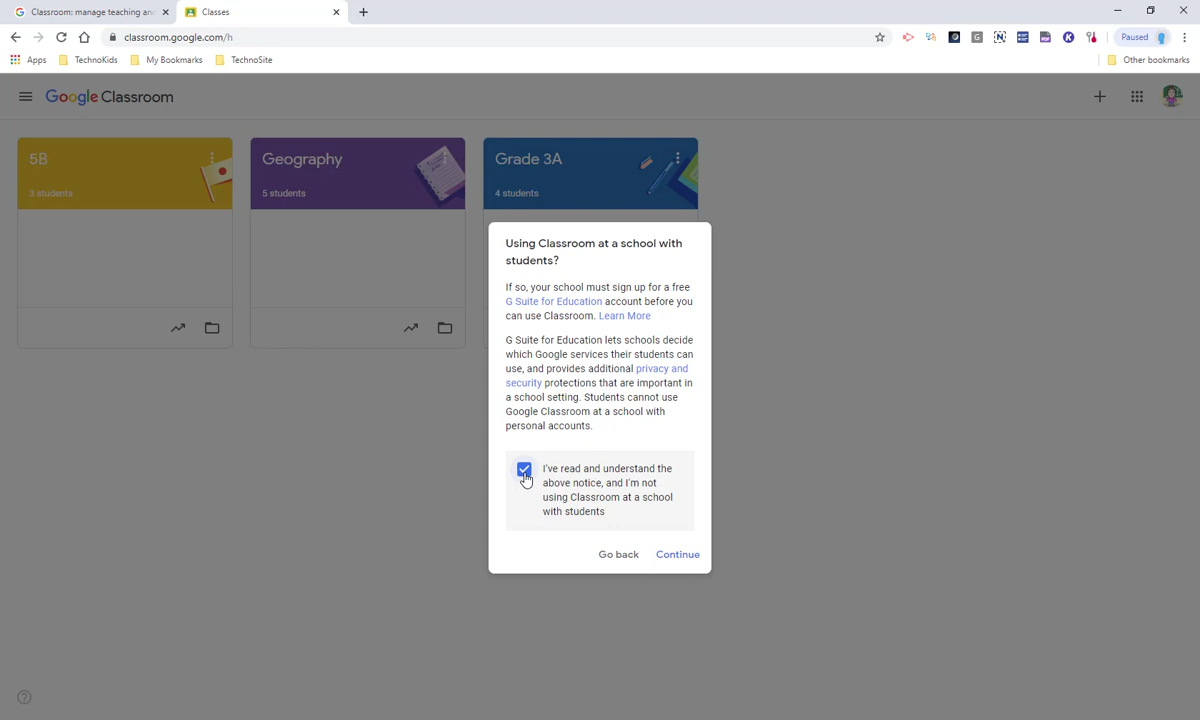 Classroom: manage teaching an
Classes
classroom.google.com/h
Paused
Apps
TechnoKids
My Bookmarks
TechnoSite
Other bookmarks
Google Classroom
5B
3 students
Geography
5 students
Grade 3A
4 students
Using Classroom at a school with
students?
If so, your school must sign up for a free
G Suite for Education account before you
can use Classroom. Learn More
G Suite for Education lets schools decide
which Google services their students can
use, and provides additional privacy and
security protections that are important in
a school setting. Students cannot use
Google Classroom at a school with
personal accounts.
I've read and understand the
above notice, and I'm not
using Classroom at a school
with students
Go back
Continue